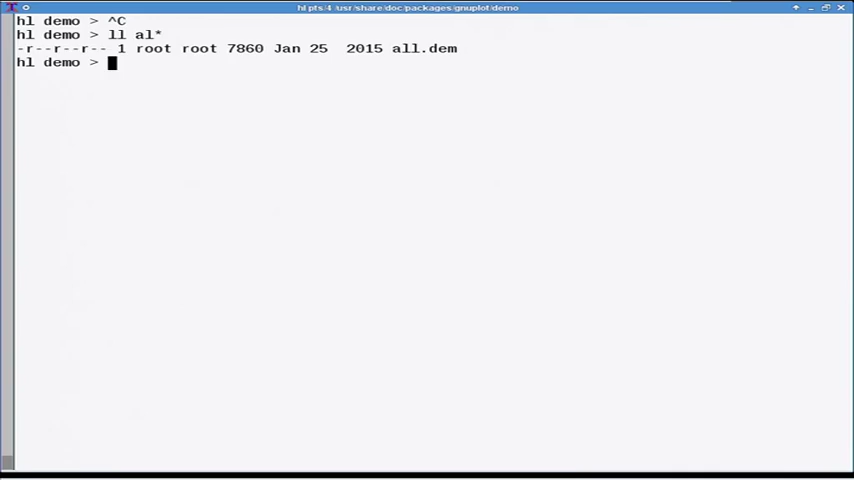 hl pts/4 /usr/share/doc/packages/gnuplot/demo
hl demo > ^C
hl demo > ll al*
-r--r--r-- 1 root root 7860 Jan 25  2015 all.dem
hl demo >